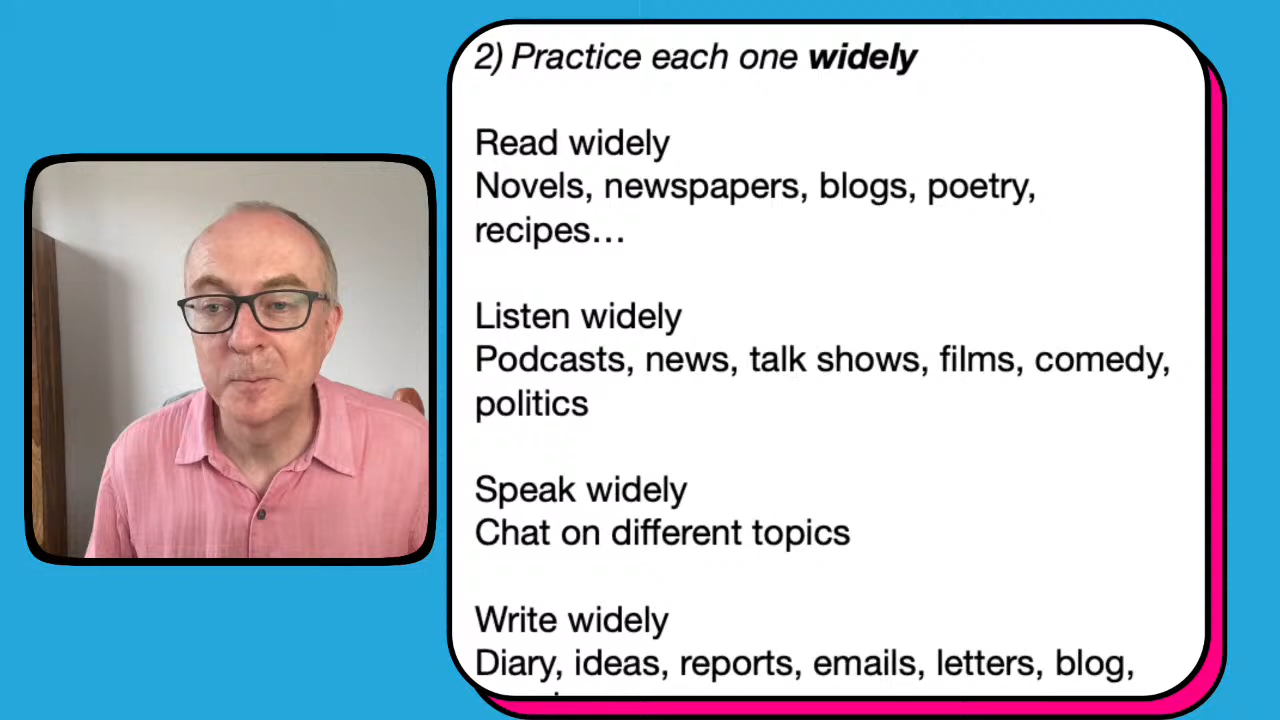 2) Practice each one widely
Read widely
Novels, newspapers, blogs, poetry,
recipes…
Listen widely
Podcasts, news, talk shows, films, comedy,
politics
Speak widely
Chat on different topics
Write widely
Diary, ideas, reports, emails, letters, blog,